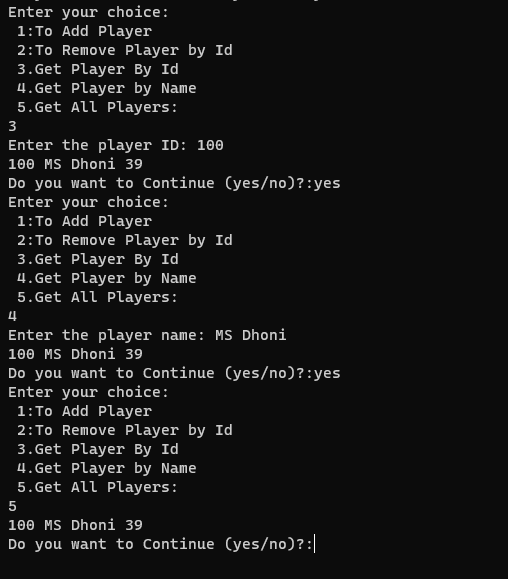 Enter your choice:
 1:To Add Player
 2:To Remove Player by Id
 3.Get Player By Id
 4.Get Player by Name
 5.Get All Players:
3
Enter the player ID: 100
100 MS Dhoni 39
Do you want to Continue (yes/no)?:yes
Enter your choice:
 1:To Add Player
 2:To Remove Player by Id
 3.Get Player By Id
 4.Get Player by Name
 5.Get All Players:
4
Enter the player name: MS Dhoni
100 MS Dhoni 39
Do you want to Continue (yes/no)?:yes
Enter your choice:
 1:To Add Player
 2:To Remove Player by Id
 3.Get Player By Id
 4.Get Player by Name
 5.Get All Players:
5
100 MS Dhoni 39
Do you want to Continue (yes/no)?: